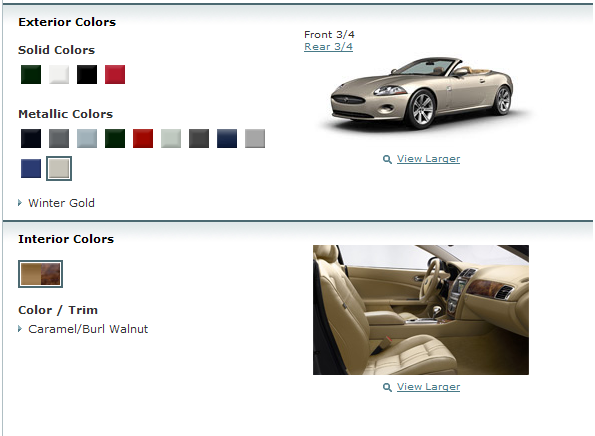 Exterior Colors
Solid Colors
Metallic Colors
Winter Gold
Front 3/4
Rear 3/4
View Larger
Interior Colors
Color / Trim
Caramel/Burl Walnut
View Larger